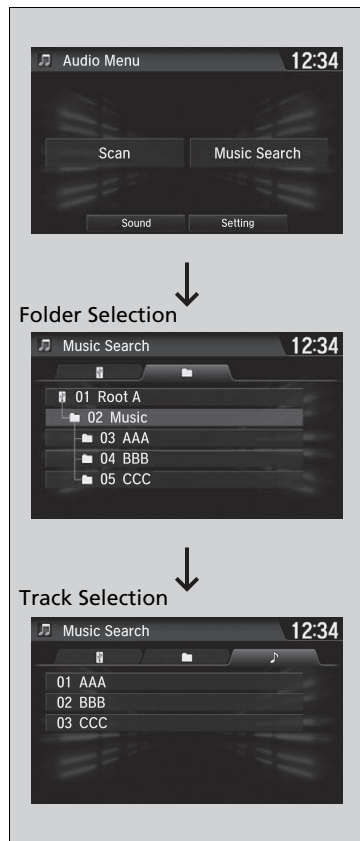 Audio Menu 12:34
Scan Music Search
Sound Setting
Folder Selection
Music Search 12:34
01 Root A
02 Music
03 AAA
04 BBB
05 CCC
Track Selection
Music Search 12:34
01 AAA
02 BBB
03 CCC